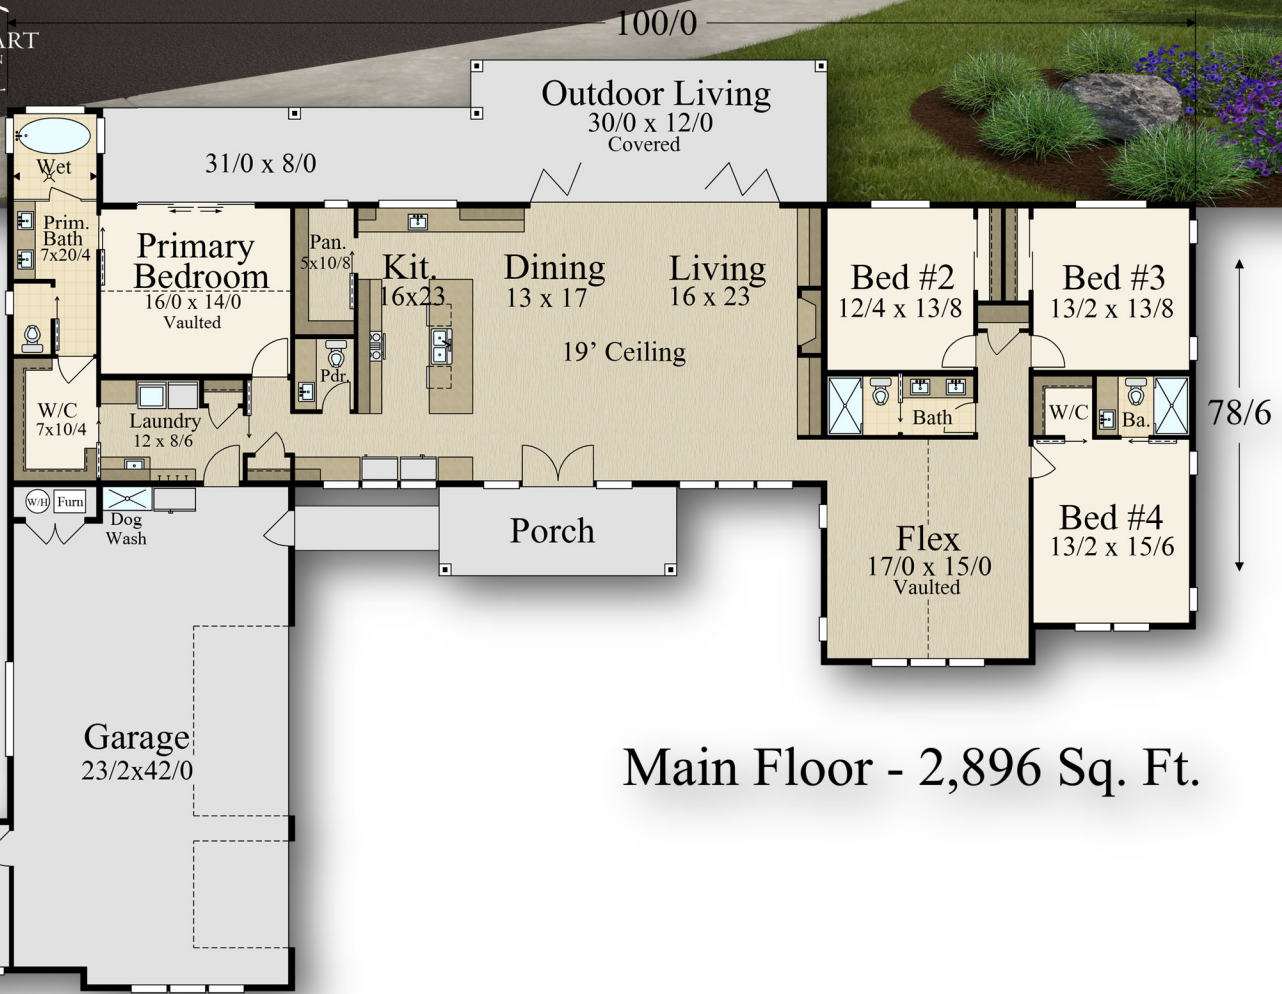 100/0
ART
Outdoor Living
30/0 x 12/0
Covered
31/0 x 8/0
Wet
Prim.
Bath
7x20/4
Primary
Bedroom
16/0 x 14/0
Vaulted
Pan.
5x10/8
Kit.
16x23
Dining
13 x 17
Living
16 x 23
19’ Ceiling
Bed #2
12/4 x 13/8
Bed #3
13/2 x 13/8
78/6
Pdr.
W/C
7x10/4
Laundry
12 x 8/6
Bath
W/C
Ba.
W/H
Furn
Dog
Wash
Porch
Flex
17/0 x 15/0
Vaulted
Bed #4
13/2 x 15/6
Garage
23/2x42/0
Main Floor - 2,896 Sq. Ft.